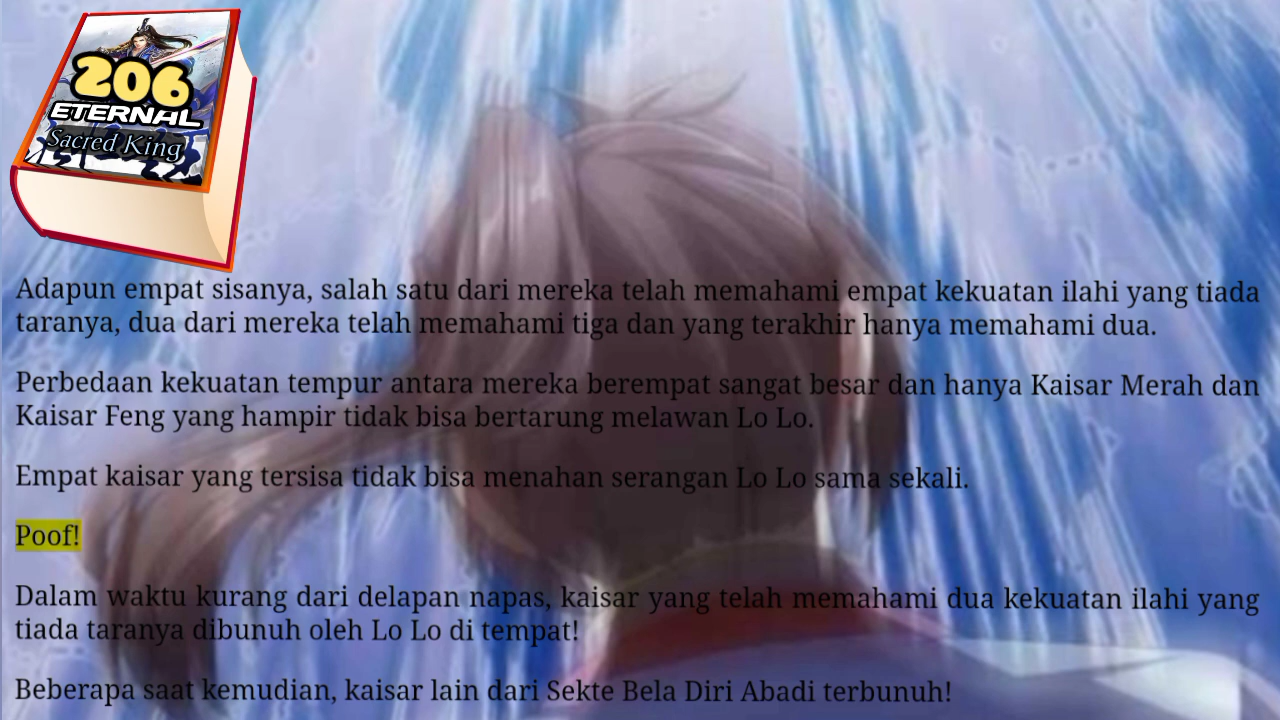 206
ETERNAL
Sacred King
Adapun empat sisanya, salah satu dari mereka telah memahami empat kekuatan ilahi yang tiada
taranya, dua dari mereka telah memahami tiga dan yang terakhir hanya memahami dua.
Perbedaan kekuatan tempur antara mereka berempat sangat besar dan hanya Kaisar Merah dan
Kaisar Feng yang hampir tidak bisa bertarung melawan Lo Lo.
Empat kaisar yang tersisa tidak bisa menahan serangan Lo Lo sama sekali.
Poof!
Dalam waktu kurang dari delapan napas, kaisar yang telah memahami dua kekuatan ilahi yang
tiada taranya dibunuh oleh Lo Lo di tempat!
Beberapa saat kemudian, kaisar lain dari Sekte Bela Diri Abadi terbunuh!